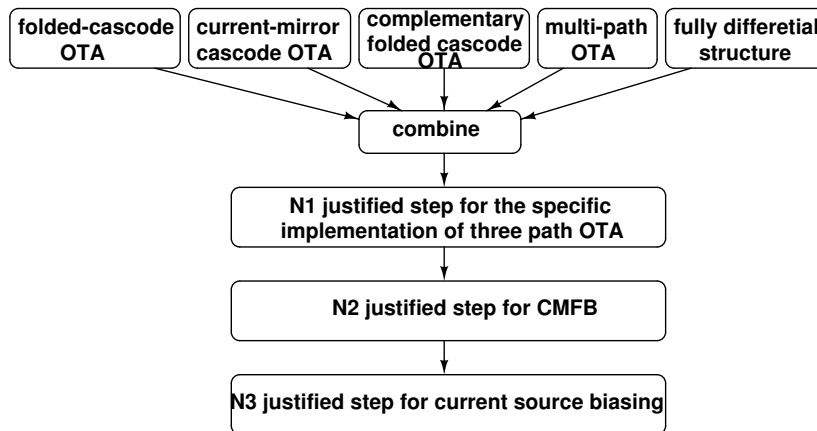 folded-cascode
OTA
current-mirror
cascode OTA
complementary
folded cascode
OTA
multi-path
OTA
fully differetial
structure
combine
N1 justified step for the specific
implementation of three path OTA
N2 justified step for CMFB
N3 justified step for current source biasing